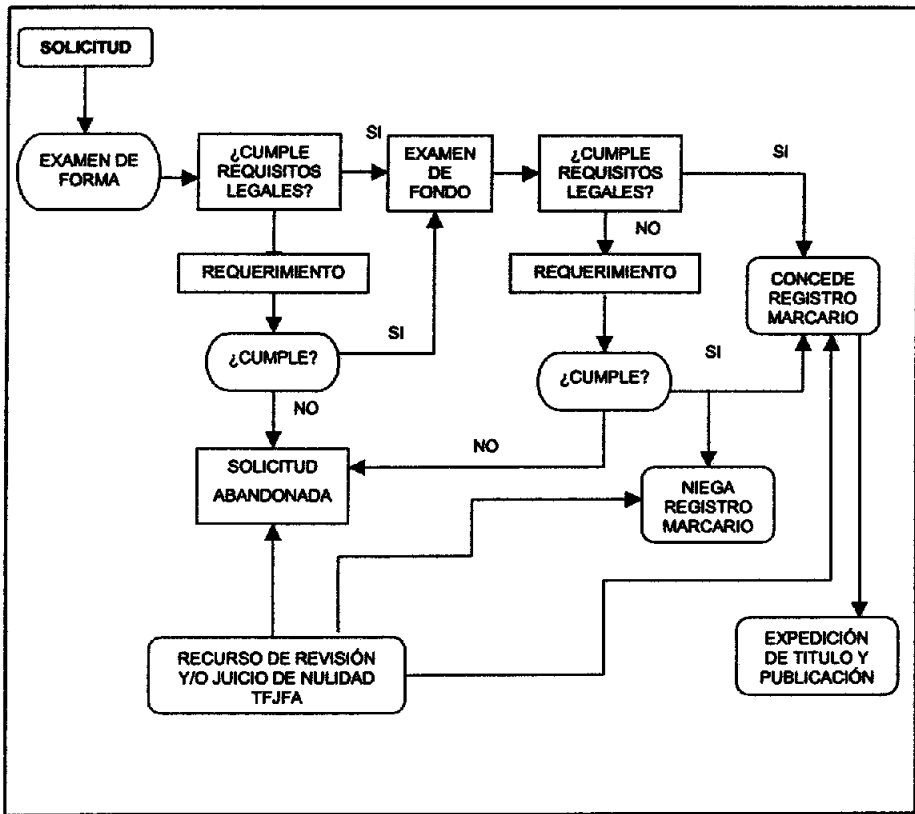 SOLICITUD
EXAMEN DE
FORMA
¿CUMPLE
REQUISITOS
LEGALES?
SI
EXAMEN
DE
FONDO
¿CUMPLE
REQUISITOS
LEGALES?
SI
NO
REQUERIMIENTO
REQUERIMIENTO
CONCEDE
REGISTRO
MARCARIO
¿CUMPLE?
SI
¿CUMPLE?
SI
NO
NO
SOLICITUD
ABANDONADA
NIEGA
REGISTRO
MARCARIO
RECURSO DE REVISIÓN
Y/O JUICIO DE NULIDAD
TFJFA
EXPEDICIÓN
DE TITULO Y
PUBLICACIÓN